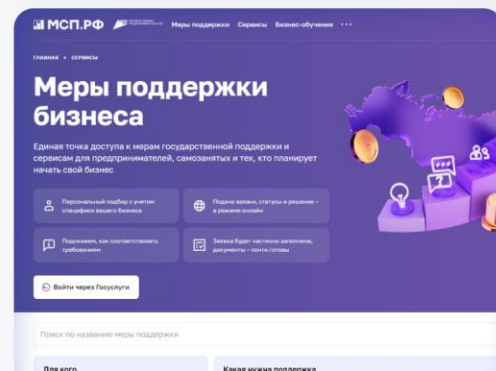 МСП.РФ
Меры поддержки Сервисы Бизнес-обучение
ГЛАВНАЯ • СЕРВИСЫ
Меры поддержки
бизнеса
Единая точка доступа к мерам государственной поддержки и
сервисам для предпринимателей, самозанятых и тех, кто планирует
начать свой бизнес
Персональный подбор с учетом
специфики вашего бизнеса
Подача заявки, статусы и решение –
в режиме онлайн
Подскажем, как соответствовать
требованиям
Заявка будет частично заполнена,
документы – почти готовы
Войти через Госуслуги
Поиск по названию меры поддержки
Для кого
Какая нужна поддержка